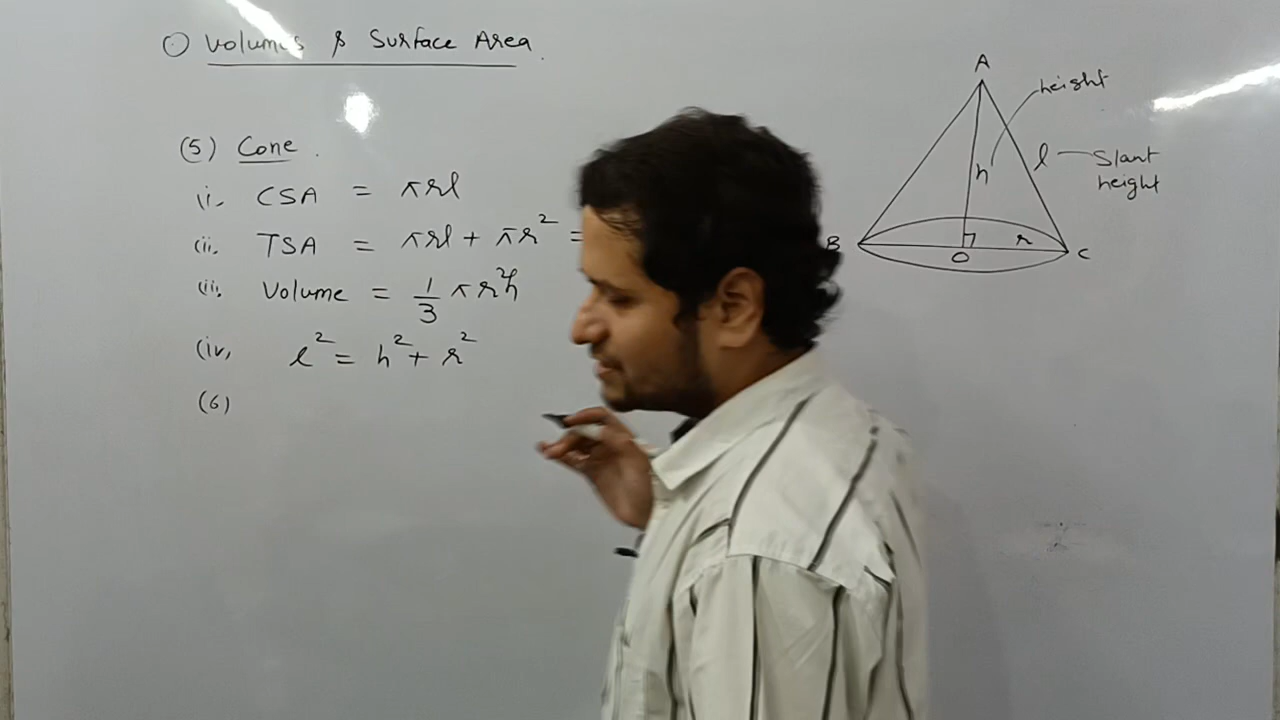 Volumes & Surface Area.
(5) Cone.
(i. CSA = πrl
(ii. TSA = πrl + πr² =
(ii. Volume = 1/3 πr²h
(iv, l² = h² + r²
(6)
A
height
h
l
Slant
height
B
O
r
C